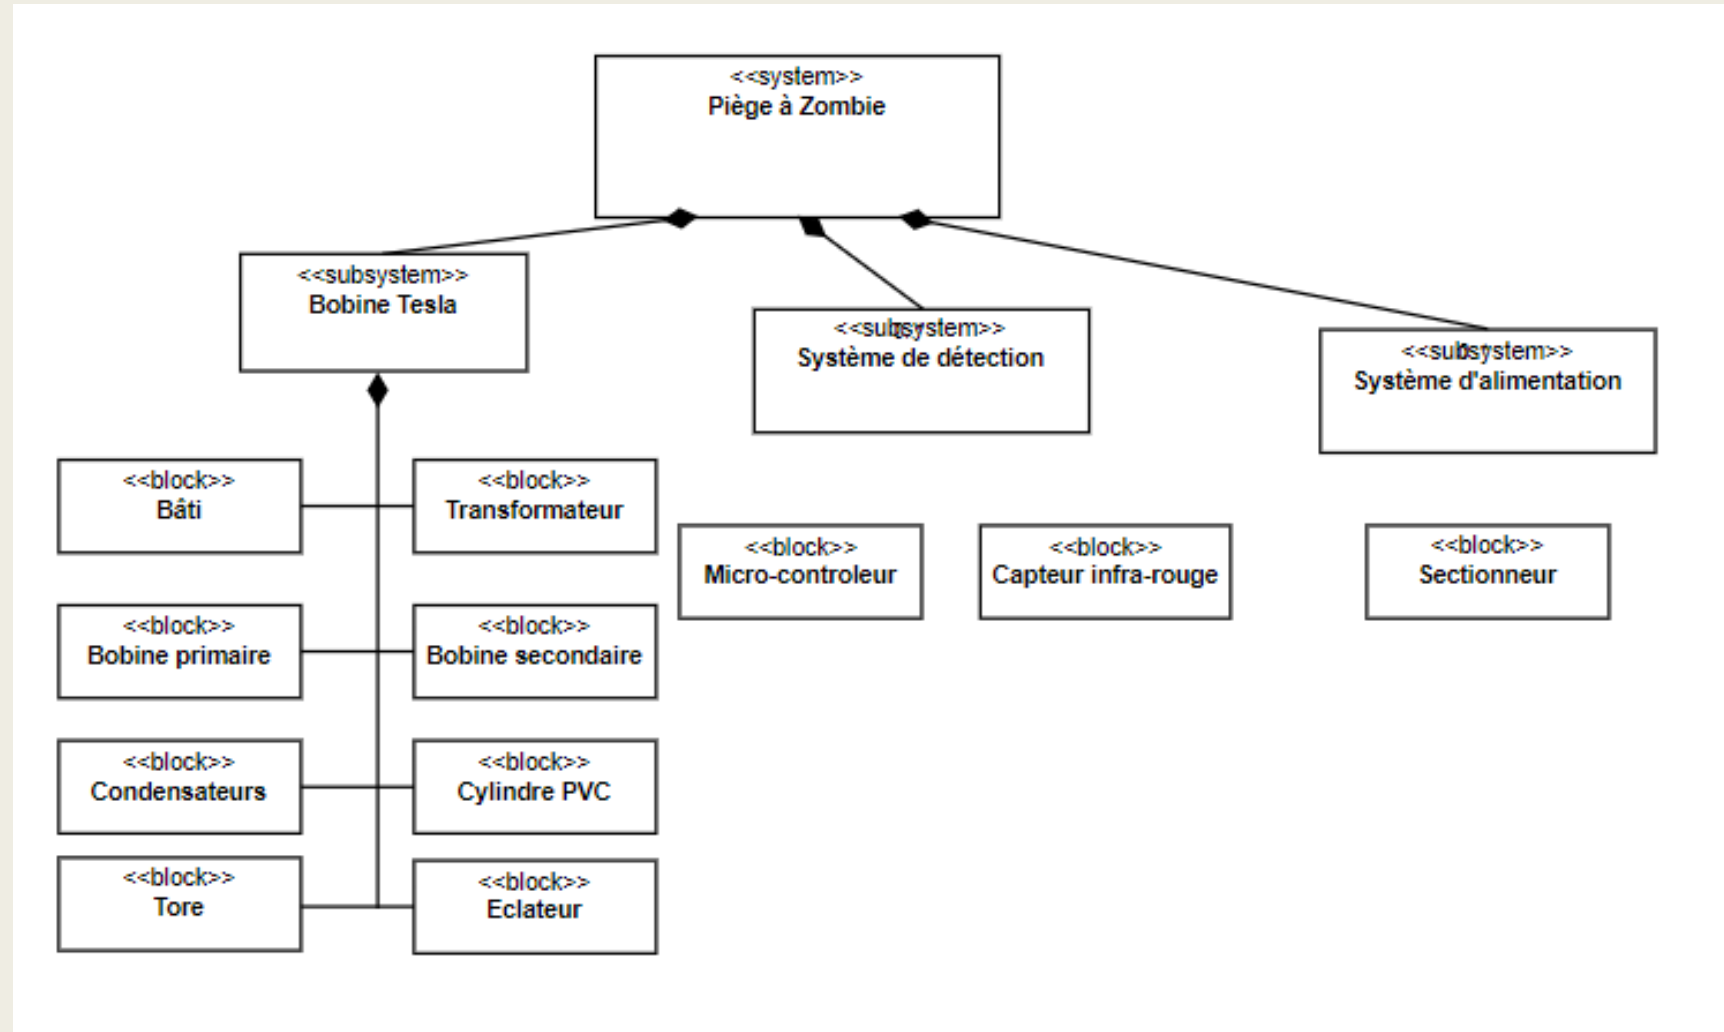 <<system>>
Piège à Zombie
<<subsystem>>
Bobine Tesla
<<subsystem>>
Système de détection
<<subsystem>>
Système d'alimentation
<<block>>
Bâti
<<block>>
Transformateur
<<block>>
Micro-controleur
<<block>>
Capteur infra-rouge
<<block>>
Sectionneur
<<block>>
Bobine primaire
<<block>>
Bobine secondaire
<<block>>
Condensateurs
<<block>>
Cylindre PVC
<<block>>
Tore
<<block>>
Eclateur